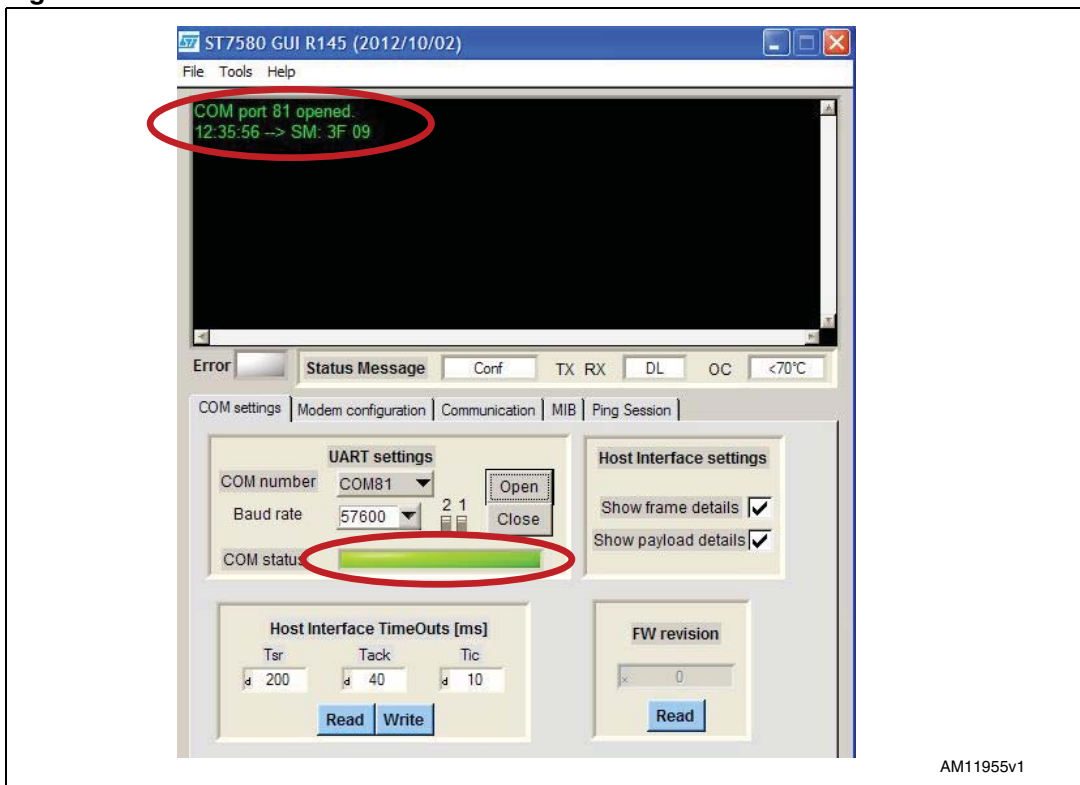 ST7580 GUI R145 (2012/10/02)
File Tools Help
COM port 81 opened.
12:35:56 --> SM: 3F 09
Error Status Message Conf TX RX DL OC <70°C
COM settings Modem configuration Communication MIB Ping Session
UART settings
COM number COM81 Open
Baud rate 57600 2 1 Close
COM status
Host Interface settings
Show frame details
Show payload details
Host Interface TimeOuts [ms]
Tsr Tack Tic
d 200 d 40 d 10
Read Write
FW revision
x 0
Read
AM11955v1